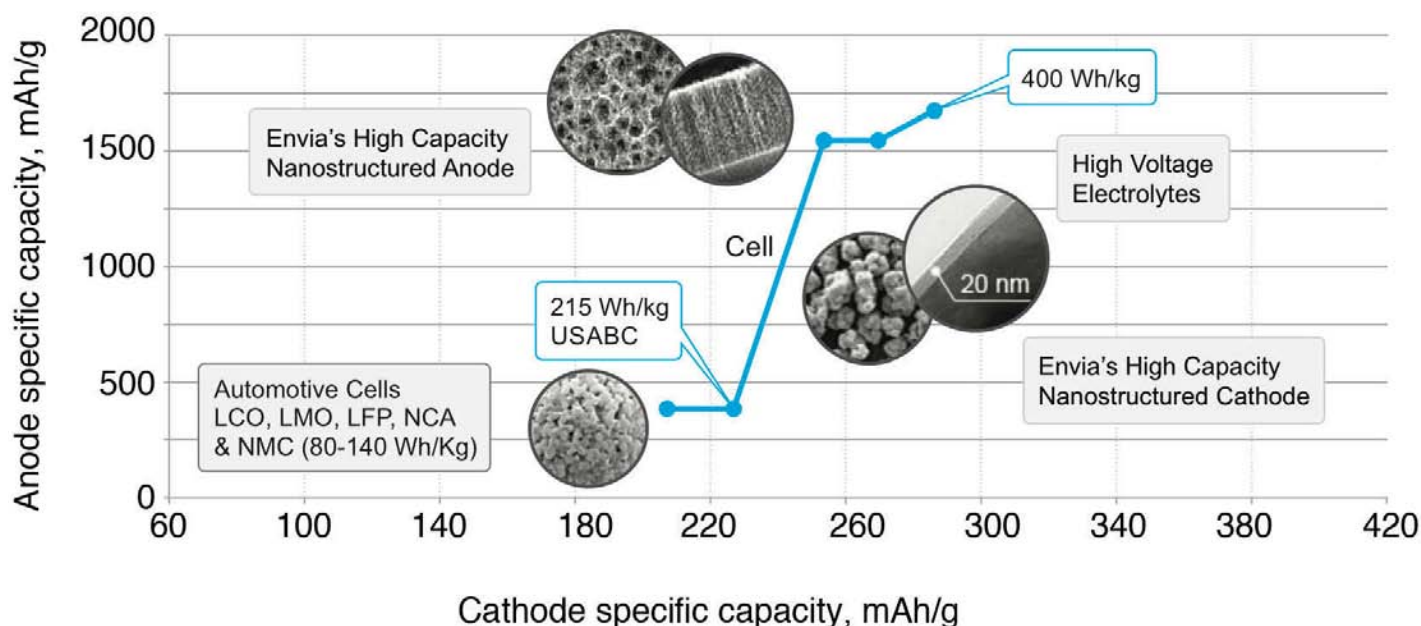 Anode specific capacity, mAh/g
2000
1500
1000
500
0
60
100
140
180
220
260
300
340
380
420
Cathode specific capacity, mAh/g
Envia's High Capacity
Nanostructured Anode
400 Wh/kg
High Voltage
Electrolytes
Cell
20 nm
215 Wh/kg
USABC
Envia's High Capacity
Nanostructured Cathode
Automotive Cells
LCO, LMO, LFP, NCA
& NMC (80-140 Wh/Kg)